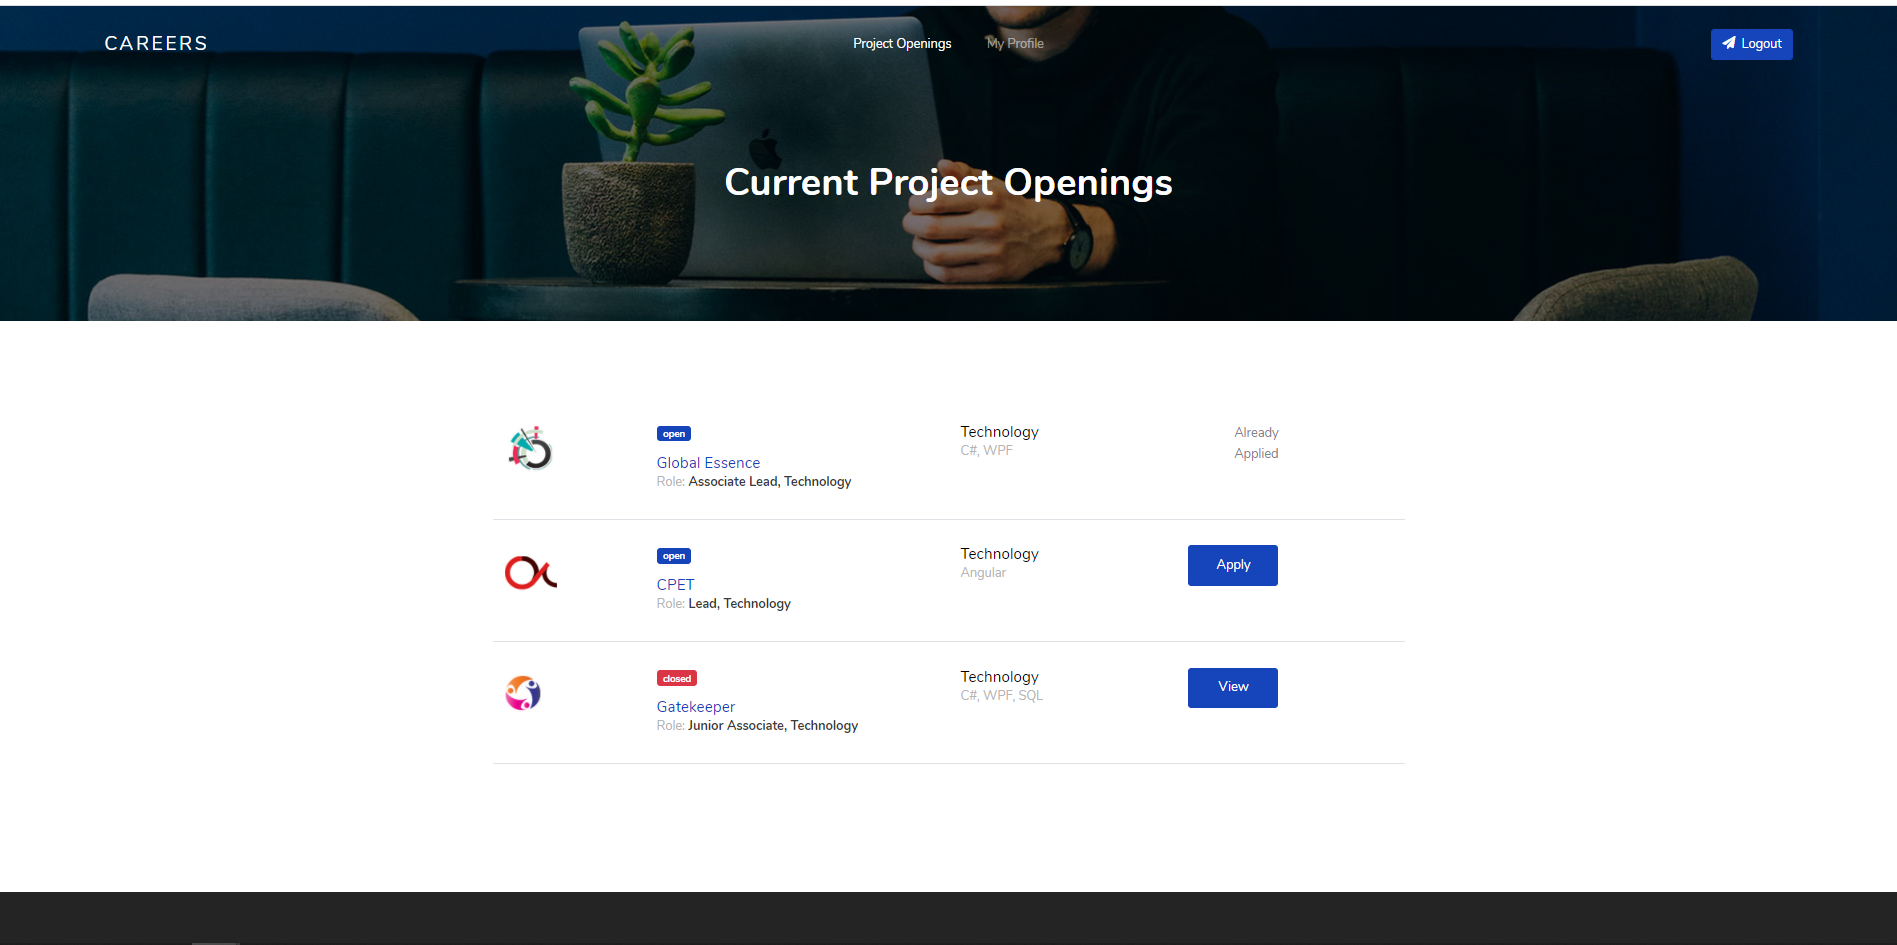 CAREERS
Project Openings
My Profile
Logout
Current Project Openings
open
Global Essence
Role: Associate Lead, Technology
Technology
C#, WPF
Already
Applied
open
CPET
Role: Lead, Technology
Technology
Angular
Apply
closed
Gatekeeper
Role: Junior Associate, Technology
Technology
C#, WPF, SQL
View